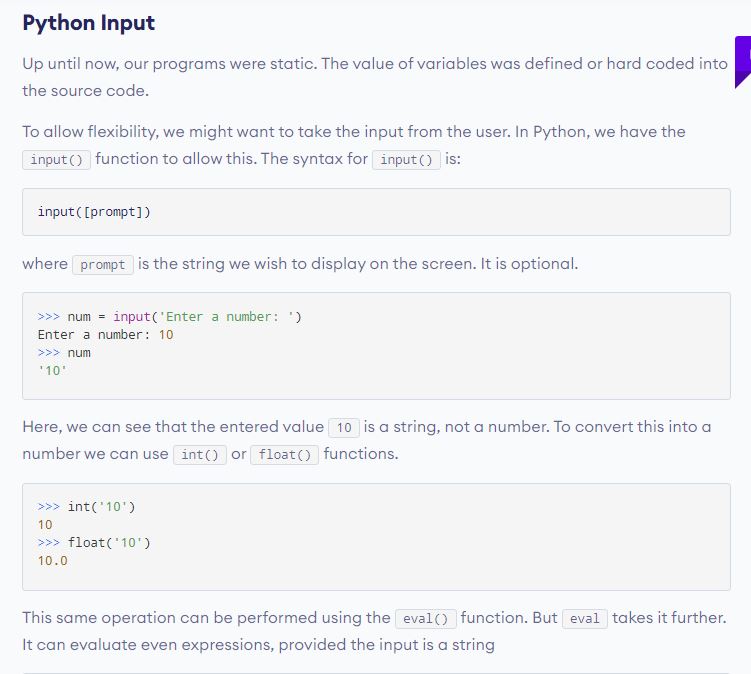 Python Input
Up until now, our programs were static. The value of variables was defined or hard coded into
the source code.
To allow flexibility, we might want to take the input from the user. In Python, we have the
input() function to allow this. The syntax for input() is:
input([prompt])
where prompt is the string we wish to display on the screen. It is optional.
>>> num = input('Enter a number: ')
Enter a number: 10
>>> num
'10'
Here, we can see that the entered value 10 is a string, not a number. To convert this into a
number we can use int() or float() functions.
>>> int('10')
10
>>> float('10')
10.0
This same operation can be performed using the eval() function. But eval takes it further.
It can evaluate even expressions, provided the input is a string